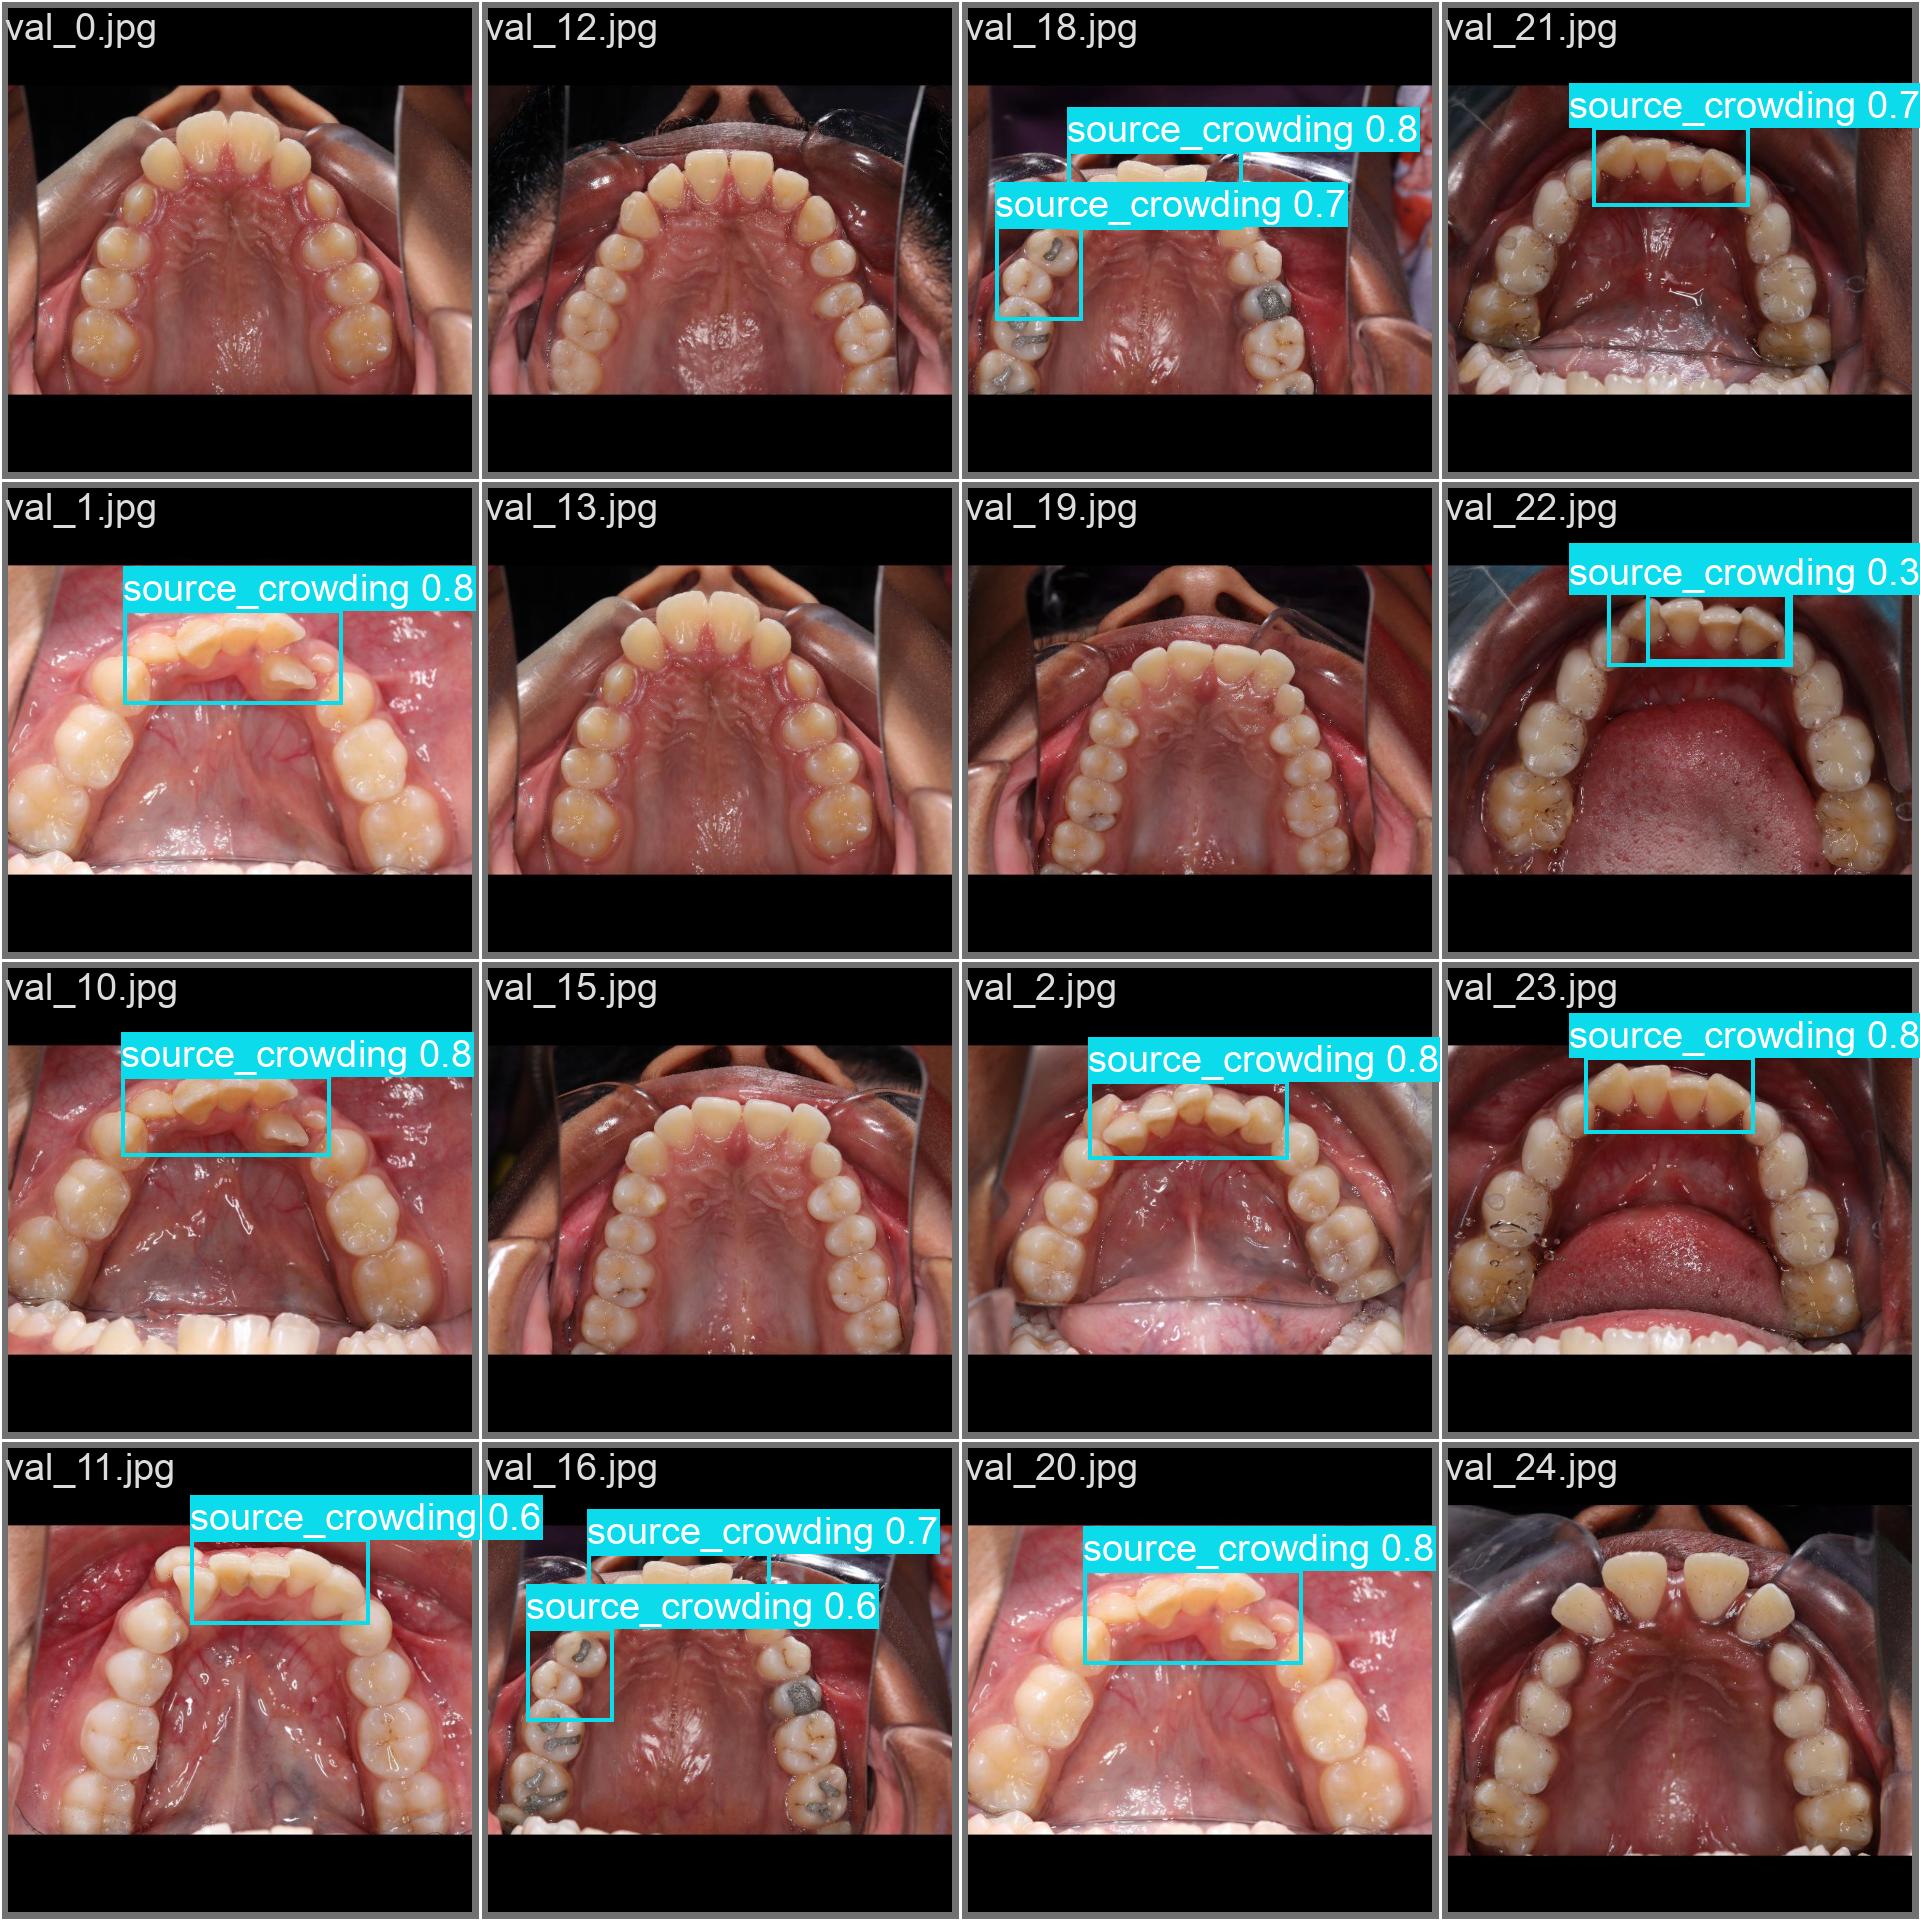 val_0.jpg
val_12.jpg
val_18.jpg
source_crowding 0.8
source_crowding 0.7
val_21.jpg
source_crowding 0.7
val_1.jpg
source_crowding 0.8
val_13.jpg
val_19.jpg
val_22.jpg
source_crowding 0.3
val_10.jpg
source_crowding 0.8
val_15.jpg
val_2.jpg
source_crowding 0.8
val_23.jpg
source_crowding 0.8
val_11.jpg
source_crowding 0.6
val_16.jpg
source_crowding 0.7
source_crowding 0.6
val_20.jpg
source_crowding 0.8
val_24.jpg